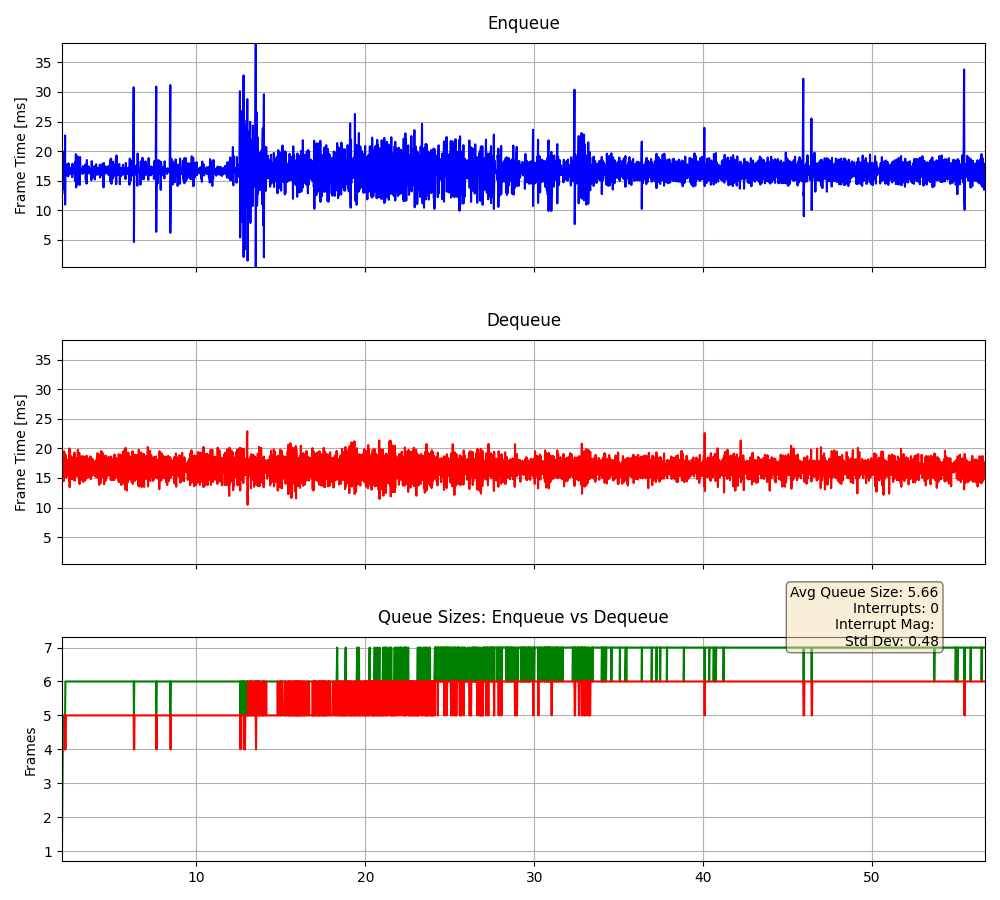 Enqueue
Frame Time [ms]
35
30
25
20
15
10
5
Dequeue
Frame Time [ms]
35
30
25
20
15
10
5
Avg Queue Size: 5.66
Interrupts: 0
Interrupt Mag:
Std Dev: 0.48
Queue Sizes: Enqueue vs Dequeue
Frames
7
6
5
4
3
2
1
10 20 30 40 50